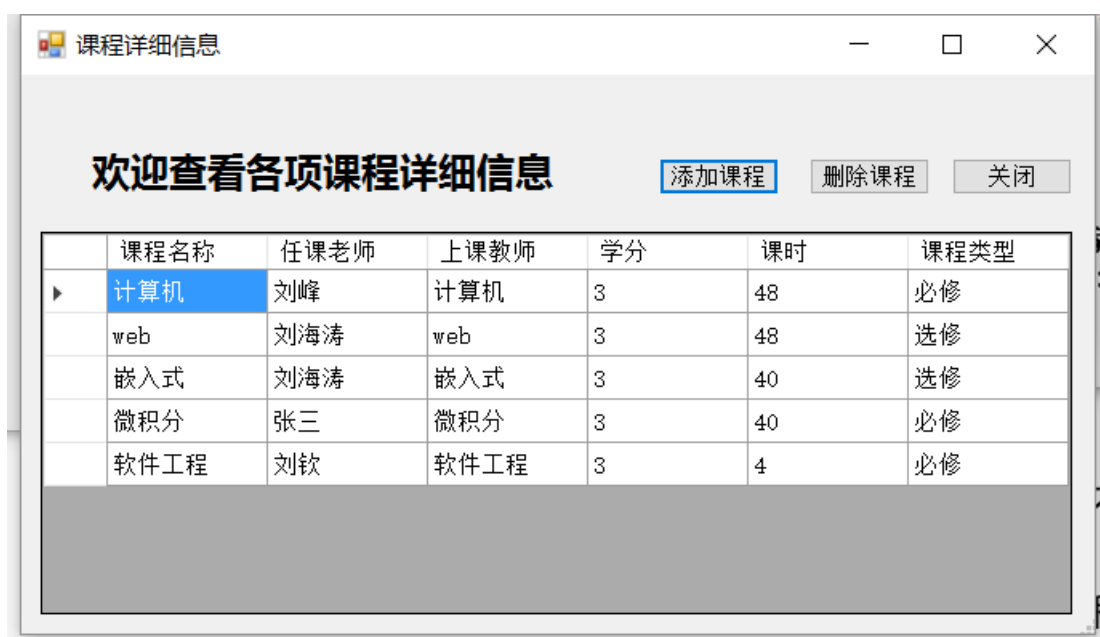 课程详细信息
欢迎查看各项课程详细信息
添加课程 删除课程 关闭
课程名称 任课老师 上课教师 学分 课时 课程类型
计算机 刘峰 计算机 3 48 必修
web 刘海涛 web 3 48 选修
嵌入式 刘海涛 嵌入式 3 40 选修
微积分 张三 微积分 3 40 必修
软件工程 刘钦 软件工程 3 4 必修